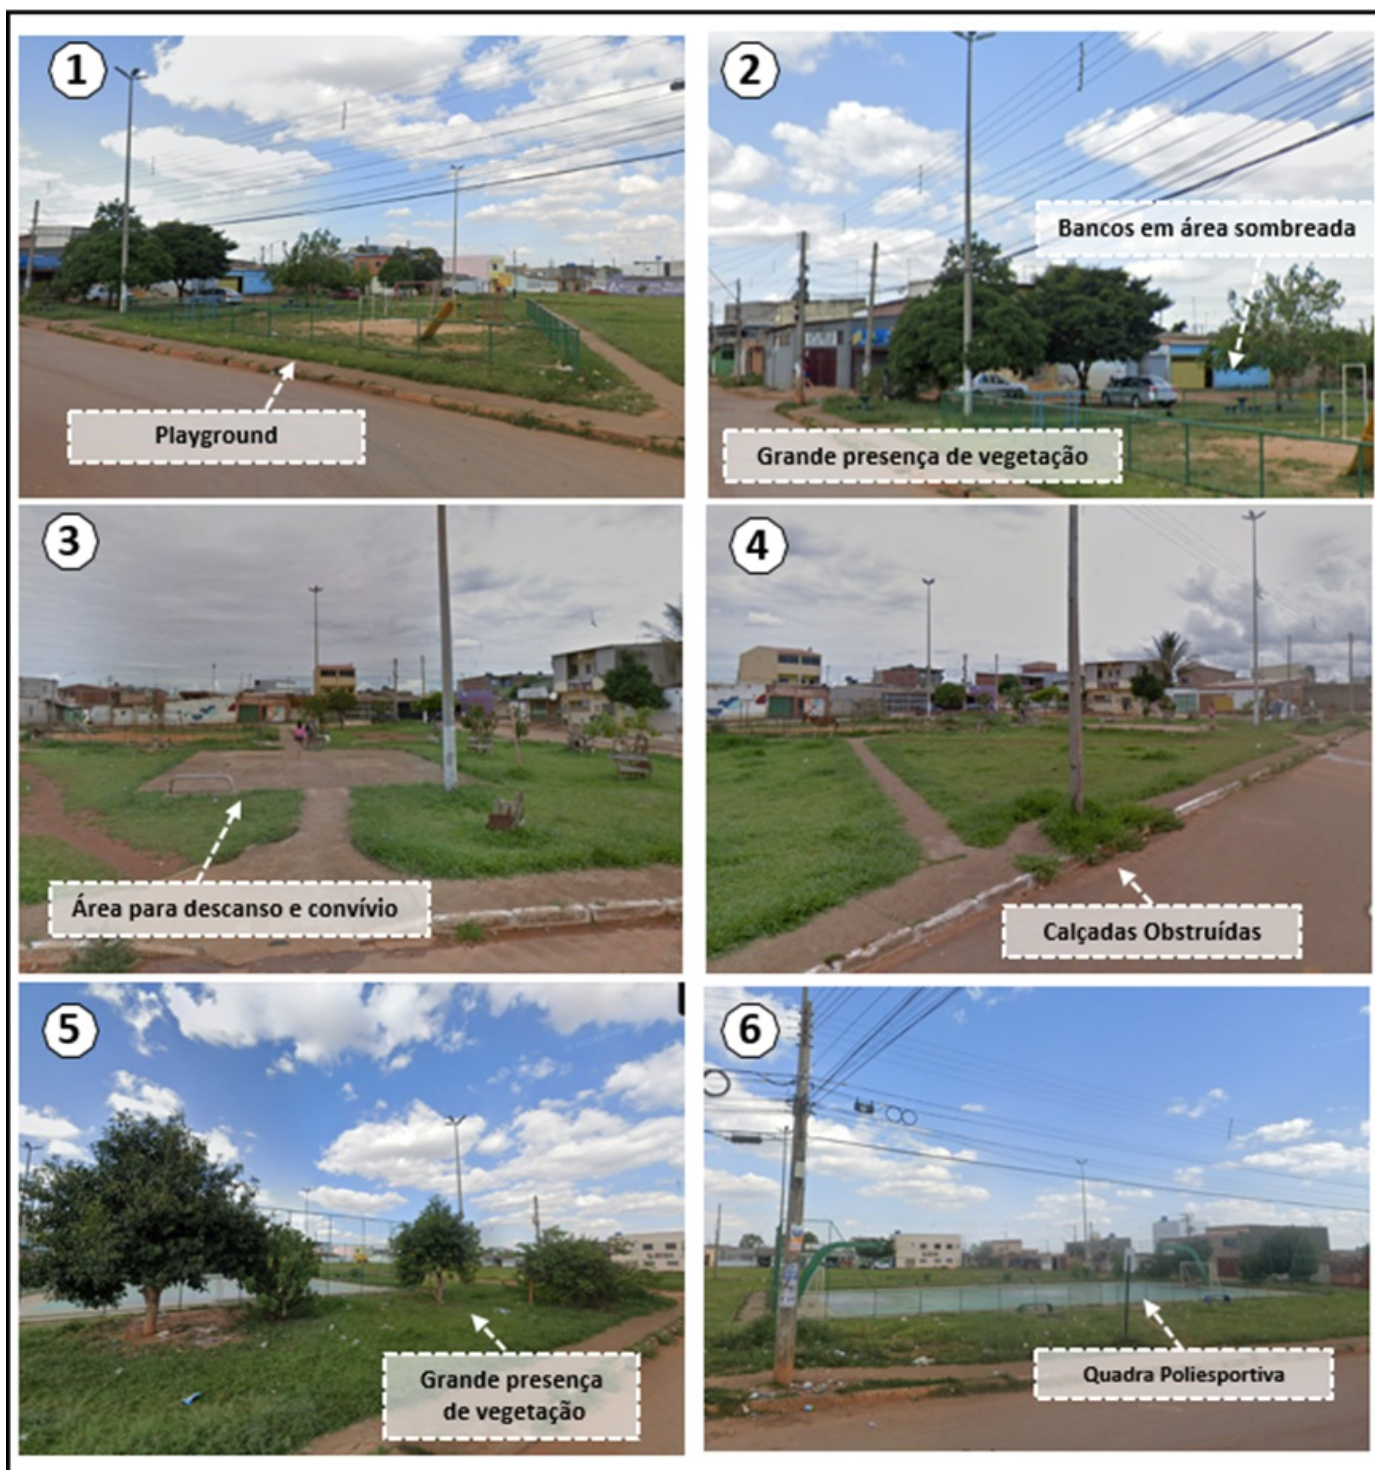 1
Playground
2
Bancos em área sombreada
Grande presença de vegetação
3
Área para descanso e convívio
4
Calçadas Obstruídas
5
Grande presença
de vegetação
6
Quadra Poliesportiva